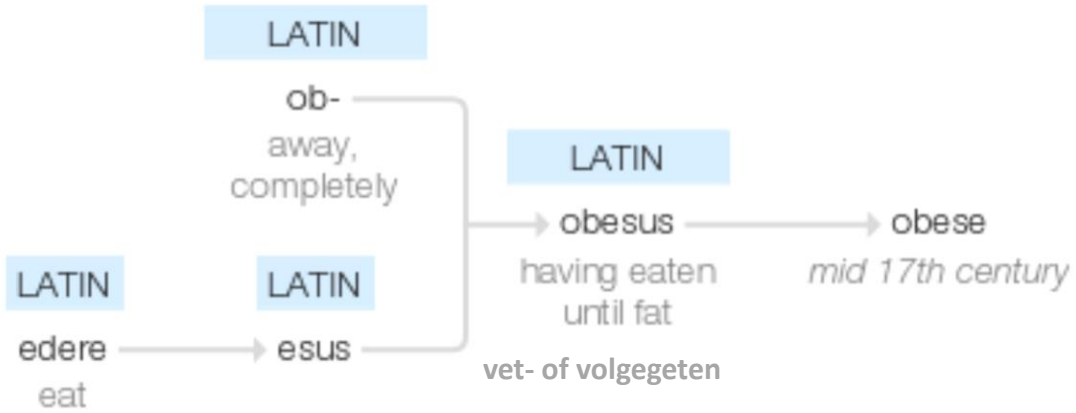 LATIN
ob-
away,
completely
LATIN
obesus
having eaten
until fat
vet- of volgegeten
obese
mid 17th century
LATIN
edere
eat
LATIN
esus